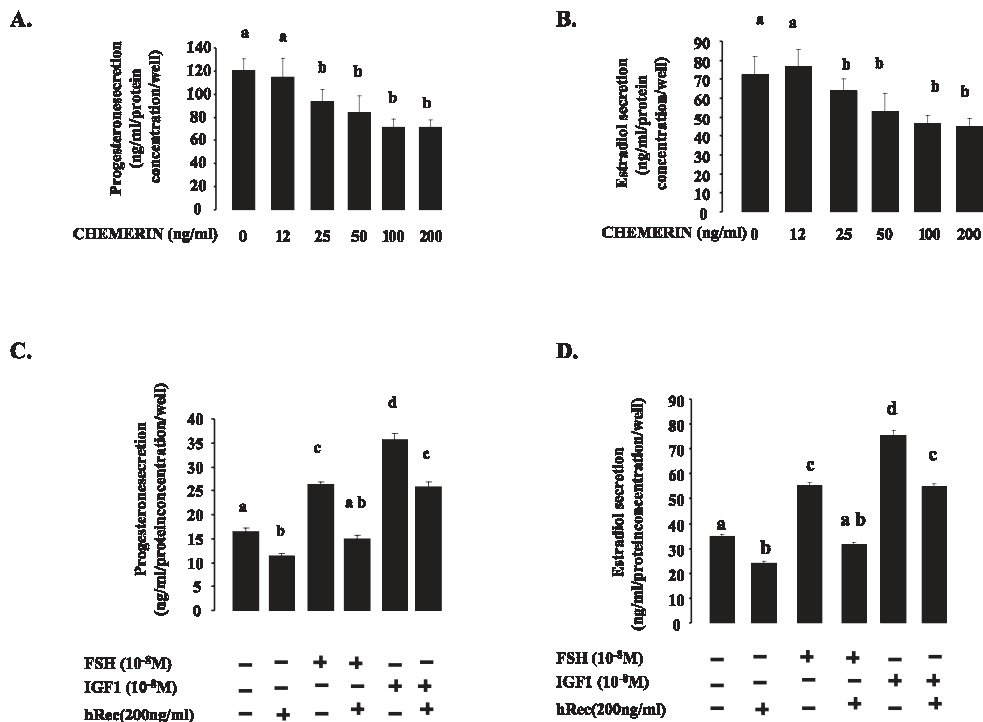 A.
a a b b b b
Progesteronesecretion
(ng/ml/protein
concentration/well)
140
120
100
80
60
40
20
0
CHEMERIN (ng/ml) 0 12 25 50 100 200
B.
a a b b b b
Estradiol secretion
(ng/ml/protein
concentration/well)
90
80
70
60
50
40
30
20
10
0
CHEMERIN (ng/ml) 0 12 25 50 100 200
C.
a b c a b d c
Progesteronesecretion
(ng/ml/proteinconcentration/well)
40
35
30
25
20
15
10
5
0
FSH (10⁻⁸M) – – + + – –
IGF1 (10⁻⁸M) – – – – + +
hRec(200ng/ml) – + – + – +
D.
a b c a b d c
Estradiol secretion
(ng/ml/proteinconcentration/well)
90
80
70
60
50
40
30
20
10
0
FSH (10⁻⁸M) – – + + – –
IGF1 (10⁻⁸M) – – – – + +
hRec(200ng/ml) – + – + – +